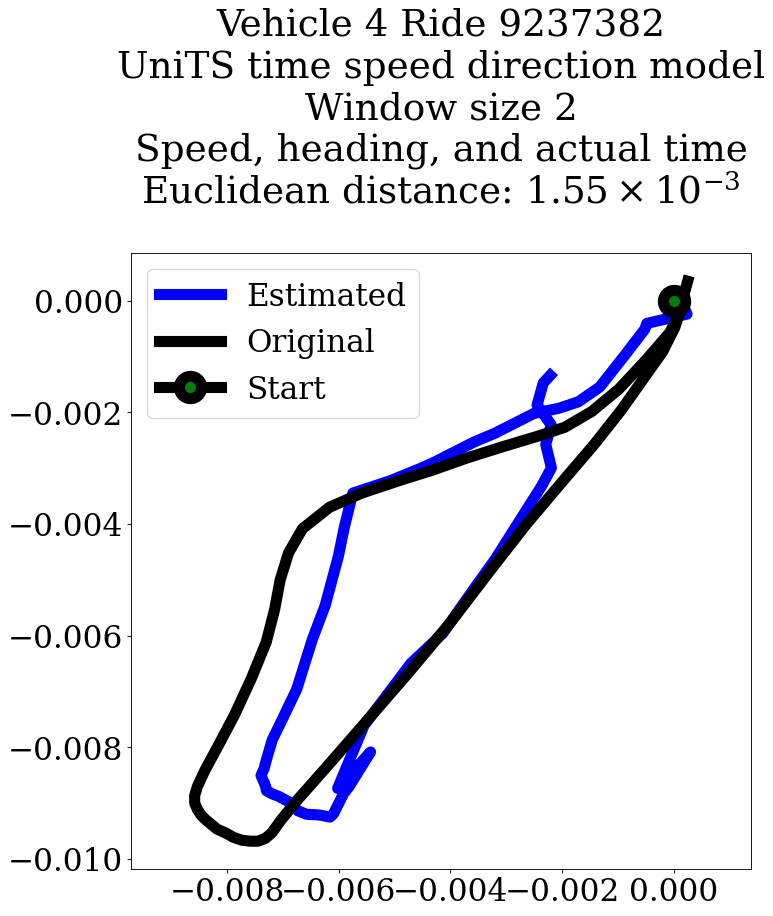 Vehicle 4 Ride 9237382
UniTS time speed direction model
Window size 2
Speed, heading, and actual time
Euclidean distance: 1.55 × 10⁻³
Estimated
Original
Start
0.000
−0.002
−0.004
−0.006
−0.008
−0.010
−0.008 −0.006 −0.004 −0.002 0.000